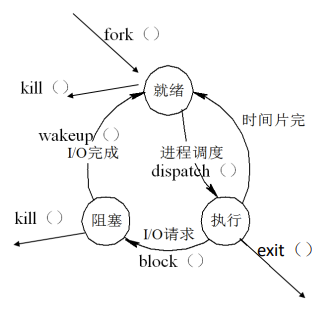 fork（）
kill（）
就绪
时间片完
wakeup（）
I/O完成
进程调度
dispatch（）
kill（）
阻塞
I/O请求
执行
block（）
exit（）